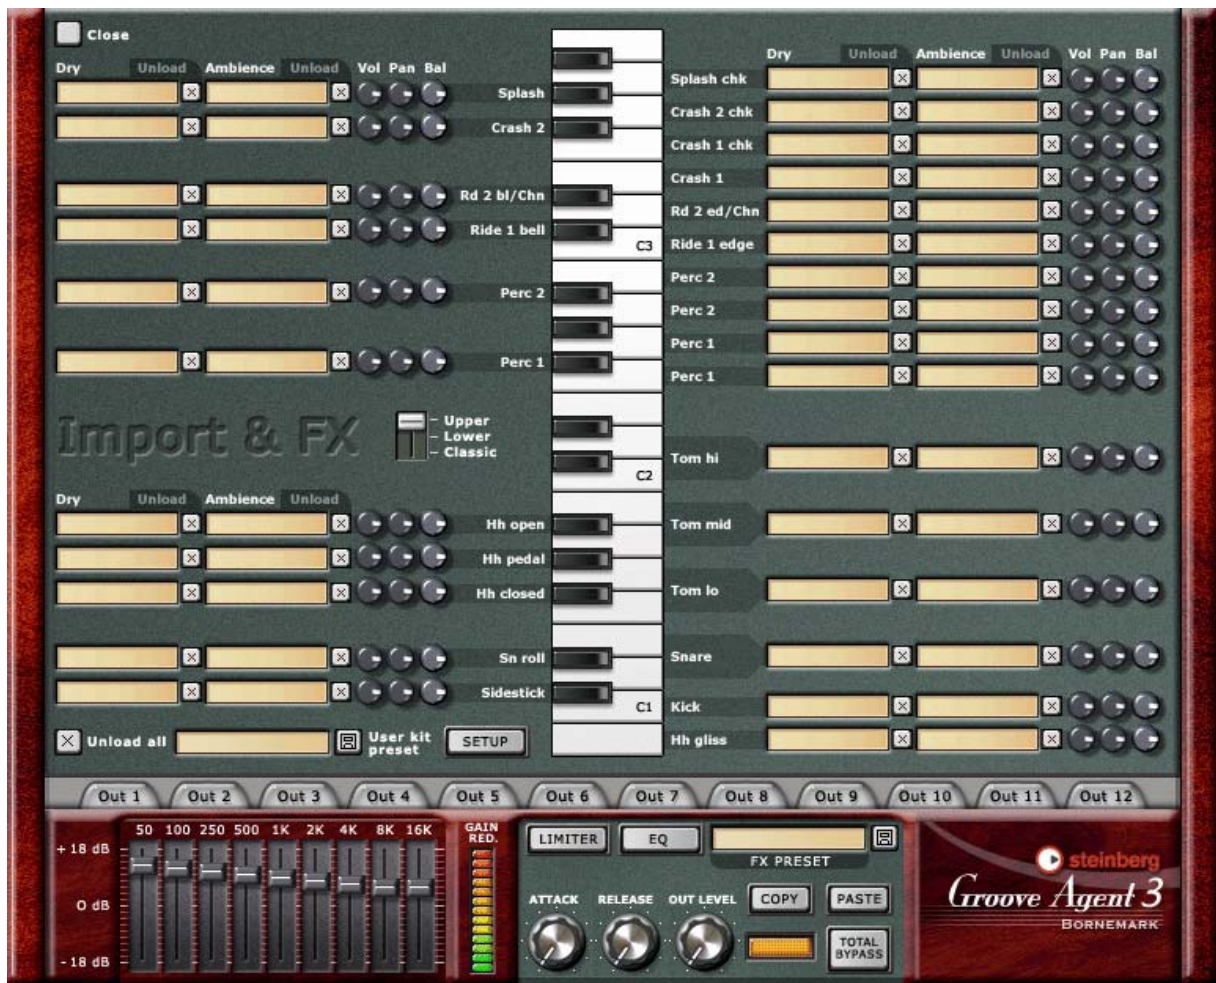 Close
Dry Unload Ambience Unload Vol Pan Bal
Splash
Crash 2
Rd 2 bl/Chn
Ride 1 bell
Perc 2
Perc 1
Import & FX
Upper
Lower
Classic
Dry Unload Ambience Unload
Hh open
Hh pedal
Hh closed
Sn roll
Sidestick
Unload all
User kit
preset
SETUP
C3
C2
C1
Dry Unload Ambience Unload Vol Pan Bal
Splash chk
Crash 2 chk
Crash 1 chk
Crash 1
Rd 2 ed/Chn
Ride 1 edge
Perc 2
Perc 2
Perc 1
Perc 1
Tom hi
Tom mid
Tom lo
Snare
Kick
Hh gliss
Out 1 Out 2 Out 3 Out 4 Out 5 Out 6 Out 7 Out 8 Out 9 Out 10 Out 11 Out 12
50 100 250 500 1K 2K 4K 8K 16K
+ 18 dB
0 dB
- 18 dB
GAIN
RED.
LIMITER EQ
FX PRESET
ATTACK RELEASE OUT LEVEL COPY PASTE
TOTAL
BYPASS
steinberg
Groove Agent 3
BORNEMARK